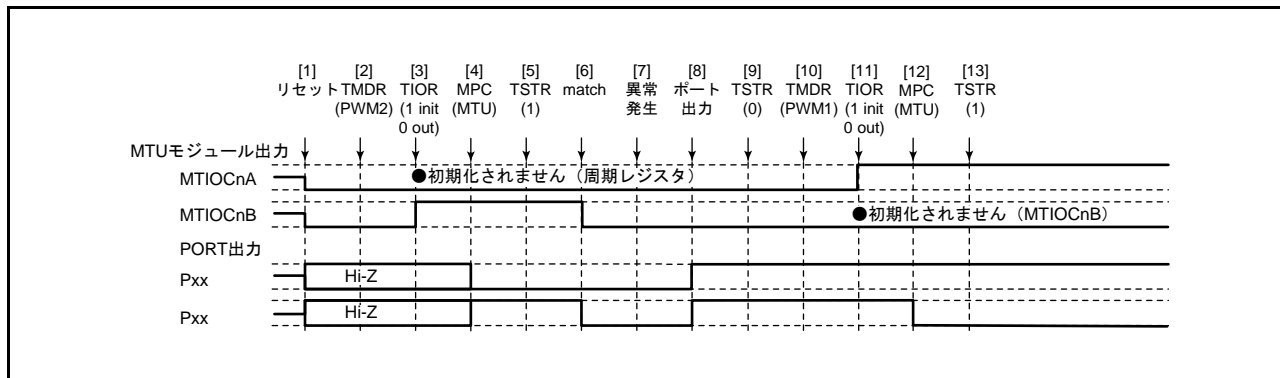 [1] [2] [3] [4] [5] [6] [7] [8] [9] [10] [11] [12] [13]
リセット TMDR TIOR MPC TSTR match 異常 ポート TSTR TMDR TIOR MPC TSTR
(PWM2) (1 init (MTU) (1) 発生 出力 (0) (PWM1) (1 init (MTU) (1)
0 out) 0 out)
MTUモジュール出力
MTIOCnA ●初期化されません（周期レジスタ）
MTIOCnB ●初期化されません（MTIOCnB）
PORT出力
Pxx Hi-Z
Pxx Hi-Z